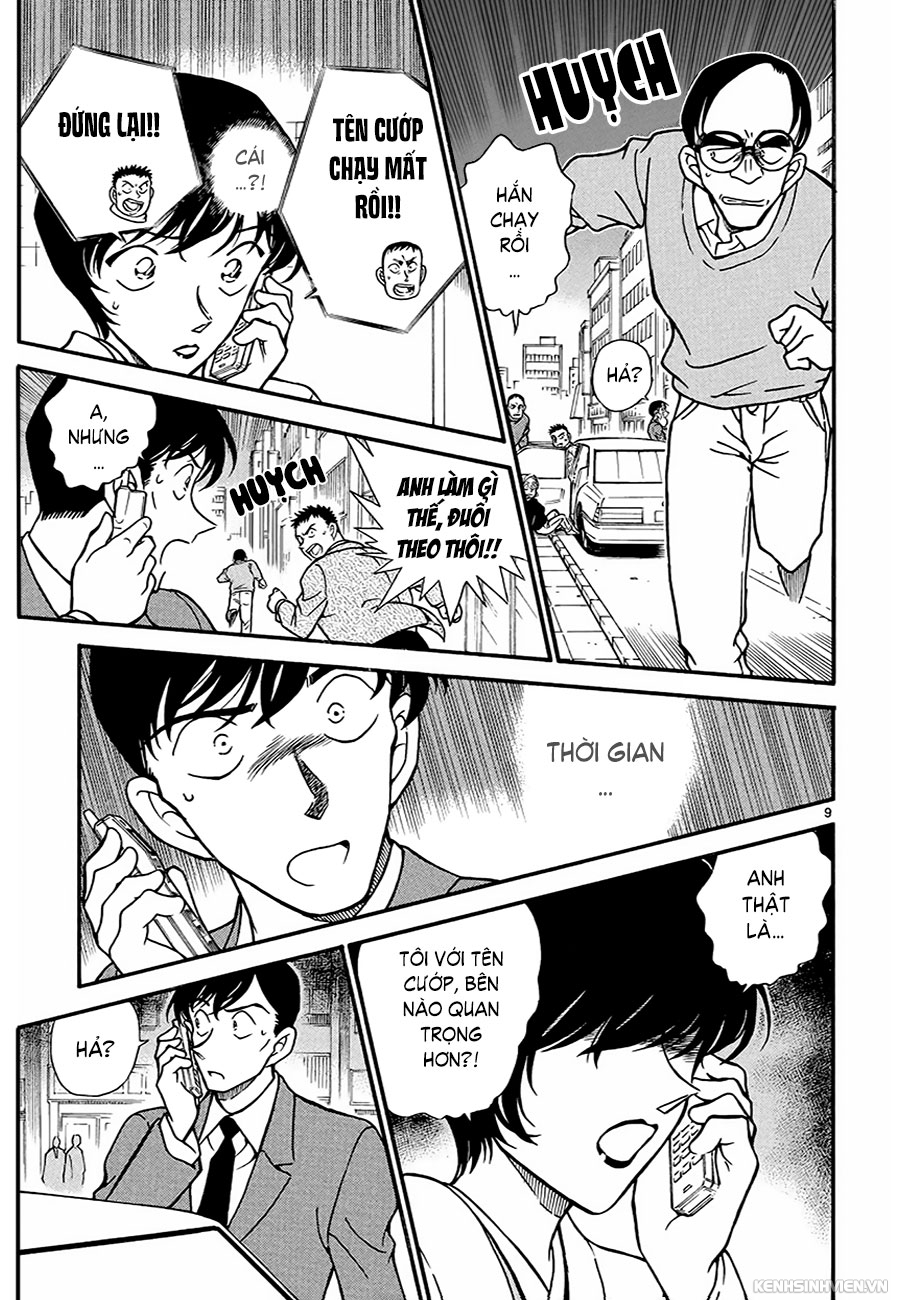 HUỴCH
HẮN
CHẠY
RỒI
...
HẢ?
TÊN CƯỚP
CHẠY MẤT
RỒI!!
CÁI
...?!
ĐỨNG LẠI!!
ANH LÀM GÌ
THẾ, ĐUỔI
THEO THÔI!!
HUỴCH
A,
NHƯNG
...
THỜI GIAN
...
9
ANH
THẬT
LÀ...
TÔI VỚI TÊN
CƯỚP, BÊN
NÀO QUAN
TRỌNG
HƠN?!
HẢ?
KENHSINHVIEN.VN